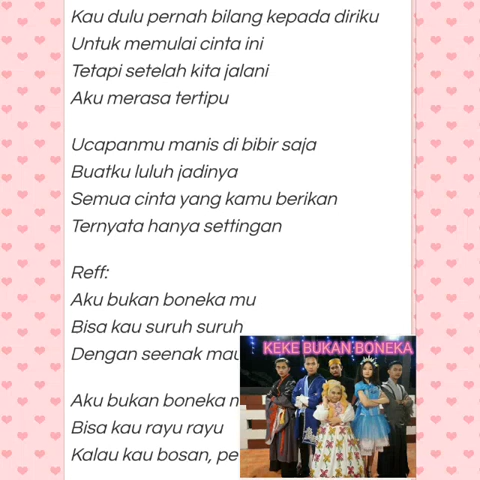 Kau dulu pernah bilang kepada diriku
Untuk memulai cinta ini
Tetapi setelah kita jalani
Aku merasa tertipu
Ucapanmu manis di bibir saja
Buatku luluh jadinya
Semua cinta yang kamu berikan
Ternyata hanya settingan
Reff:
Aku bukan boneka mu
Bisa kau suruh suruh
Dengan seenak
Aku bukan boneka
Bisa kau rayu rayu
Kalau kau bosan,
KEKE BUKAN BONEKA